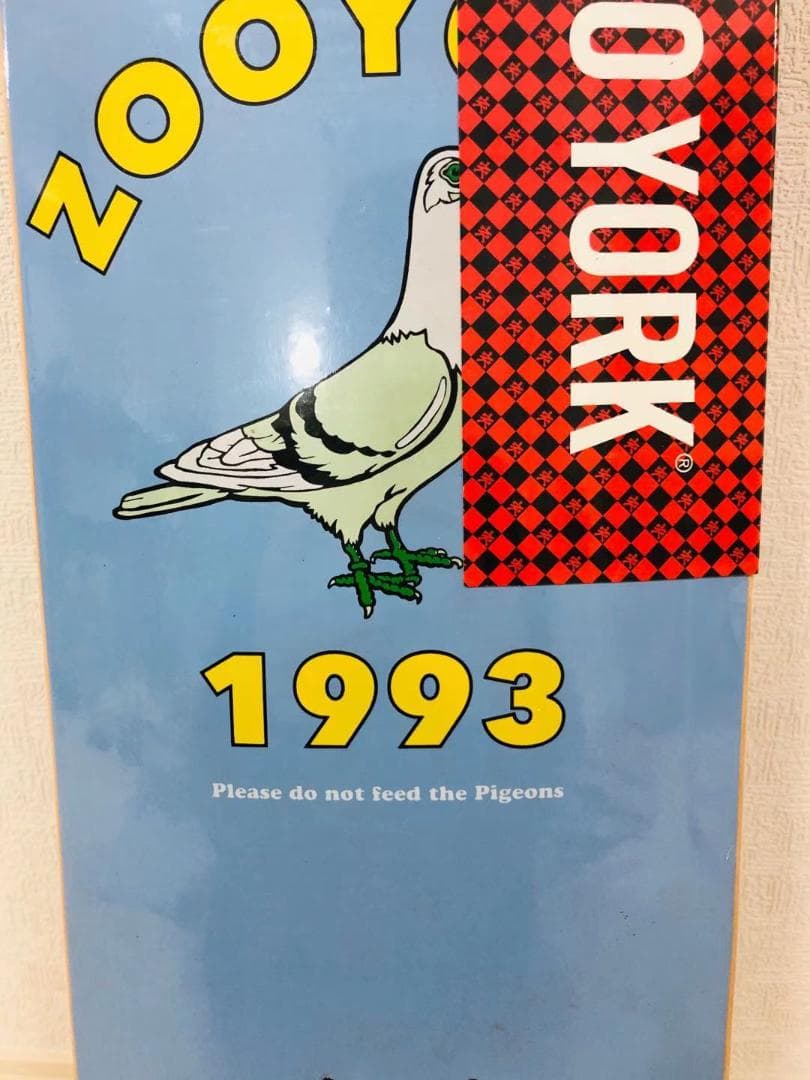 ZOOY
OYORK®
1993
Please do not feed the Pigeons